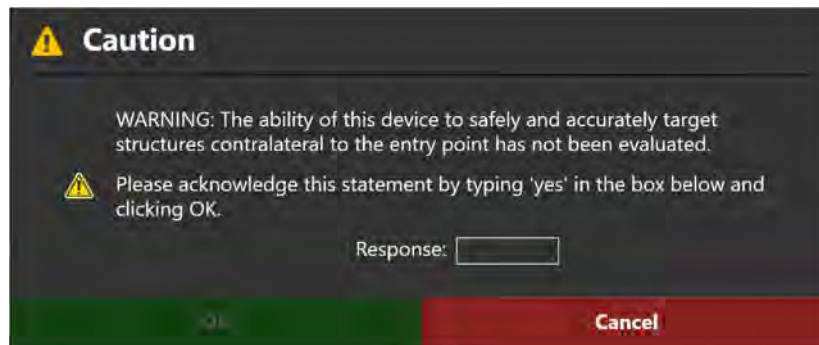 Caution
WARNING: The ability of this device to safely and accurately target
structures contralateral to the entry point has not been evaluated.
Please acknowledge this statement by typing 'yes' in the box below and
clicking OK.
Response:
OK
Cancel